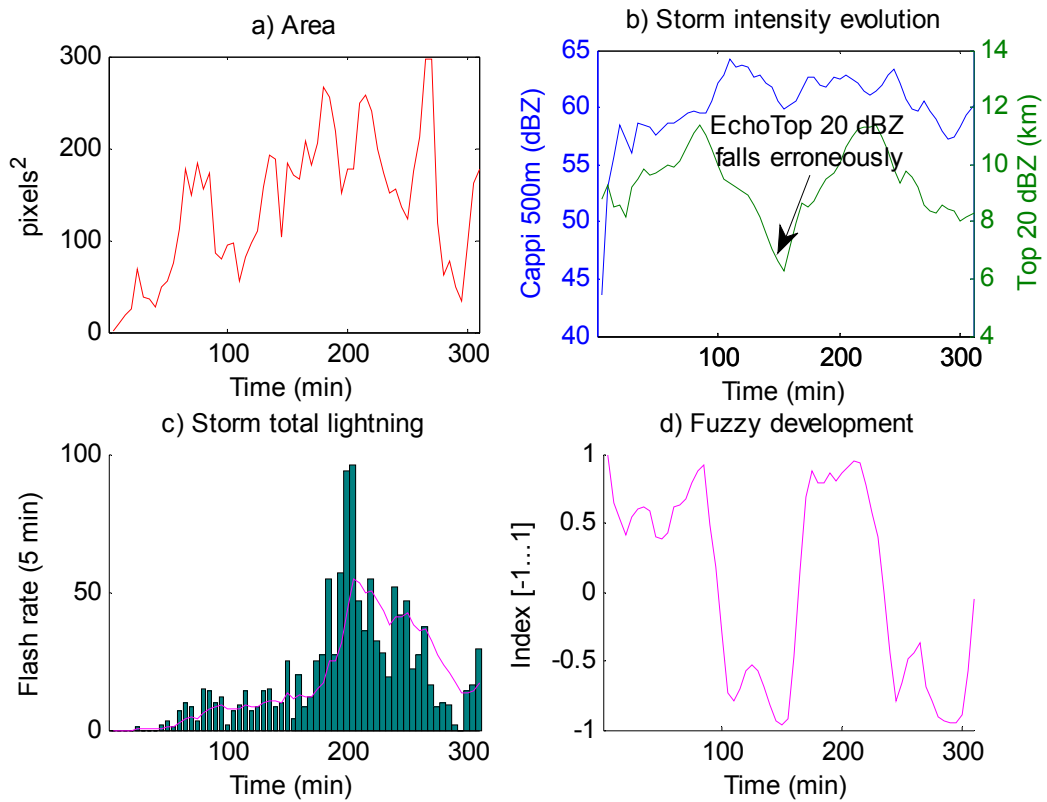 a) Area
300
200
100
0
pixels²
100
200
300
Time (min)
b) Storm intensity evolution
65
60
55
50
45
40
Cappi 500m (dBZ)
14
12
10
8
6
4
Top 20 dBZ (km)
EchoTop 20 dBZ
falls erroneously
100
200
300
Time (min)
c) Storm total lightning
100
50
0
Flash rate (5 min)
100
200
300
Time (min)
d) Fuzzy development
1
0.5
0
-0.5
-1
Index [-1...1]
100
200
300
Time (min)